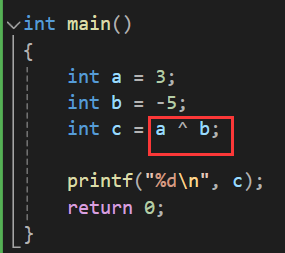 int main()
{
    int a = 3;
    int b = -5;
    int c = a ^ b;
    printf("%d\n", c);
    return 0;
}